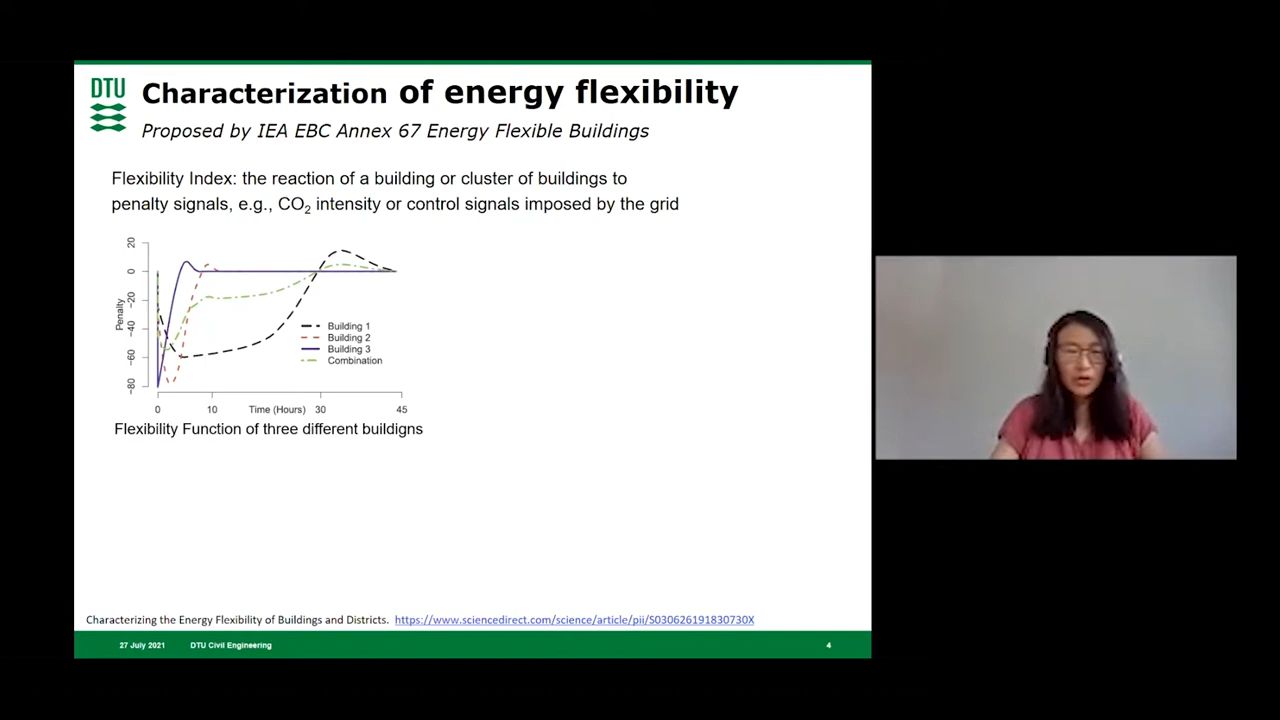 DTU
Characterization of energy flexibility
Proposed by IEA EBC Annex 67 Energy Flexible Buildings
Flexibility Index: the reaction of a building or cluster of buildings to
penalty signals, e.g., CO2 intensity or control signals imposed by the grid
20
0
-20
-40
-60
-80
Penalty
Building 1
Building 2
Building 3
Combination
0 10 Time (Hours) 30 45
Flexibility Function of three different buildigns
Characterizing the Energy Flexibility of Buildings and Districts. https://www.sciencedirect.com/science/article/pii/S030626191830730X
27 July 2021 DTU Civil Engineering 4